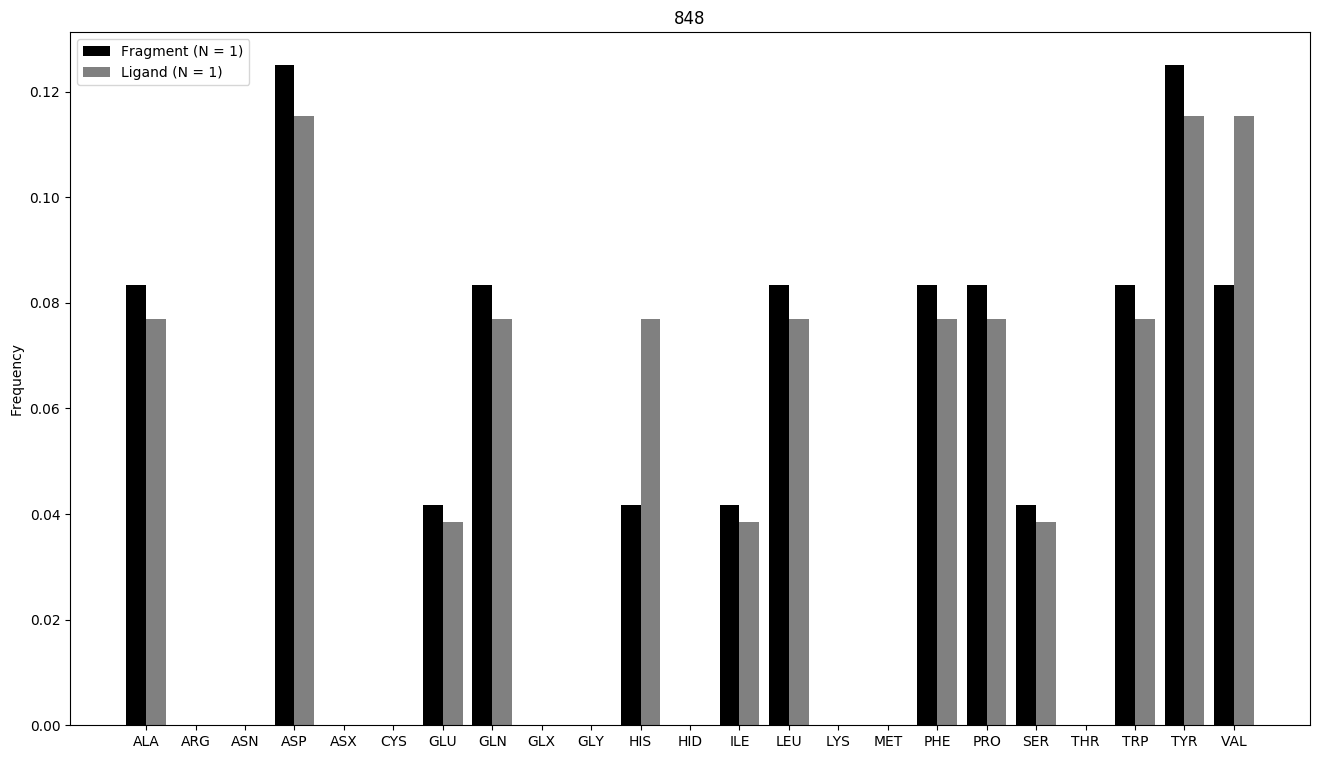 848
Fragment (N = 1)
Ligand (N = 1)
Frequency
0.12
0.10
0.08
0.06
0.04
0.02
0.00
ALA ARG ASN ASP ASX CYS GLU GLN GLX GLY HIS HID ILE LEU LYS MET PHE PRO SER THR TRP TYR VAL